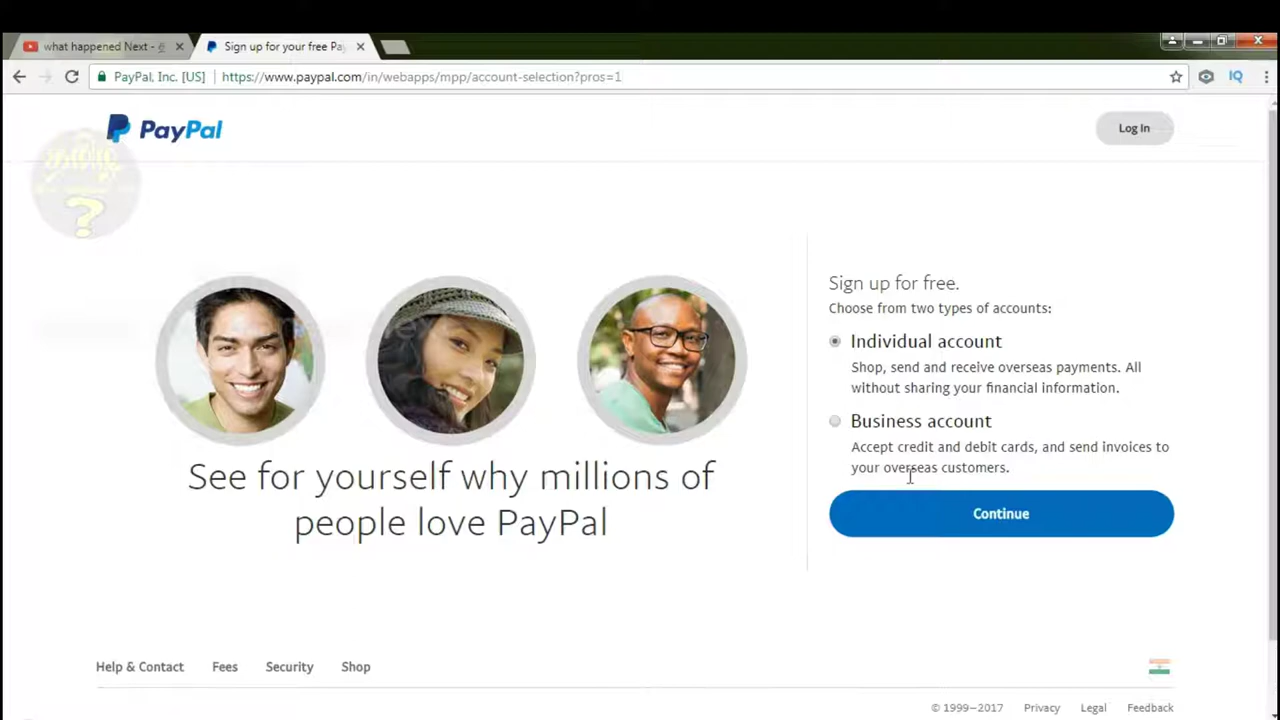 what happened Next -
Sign up for your free Pay
PayPal, Inc. [US]
https://www.paypal.com/in/webapps/mpp/account-selection?pros=1
IQ
PayPal
Log In
?
See for yourself why millions of
people love PayPal
Sign up for free.
Choose from two types of accounts:
Individual account
Shop, send and receive overseas payments. All
without sharing your financial information.
Business account
Accept credit and debit cards, and send invoices to
your overseas customers.
Continue
Help & Contact
Fees
Security
Shop
© 1999–2017
Privacy
Legal
Feedback